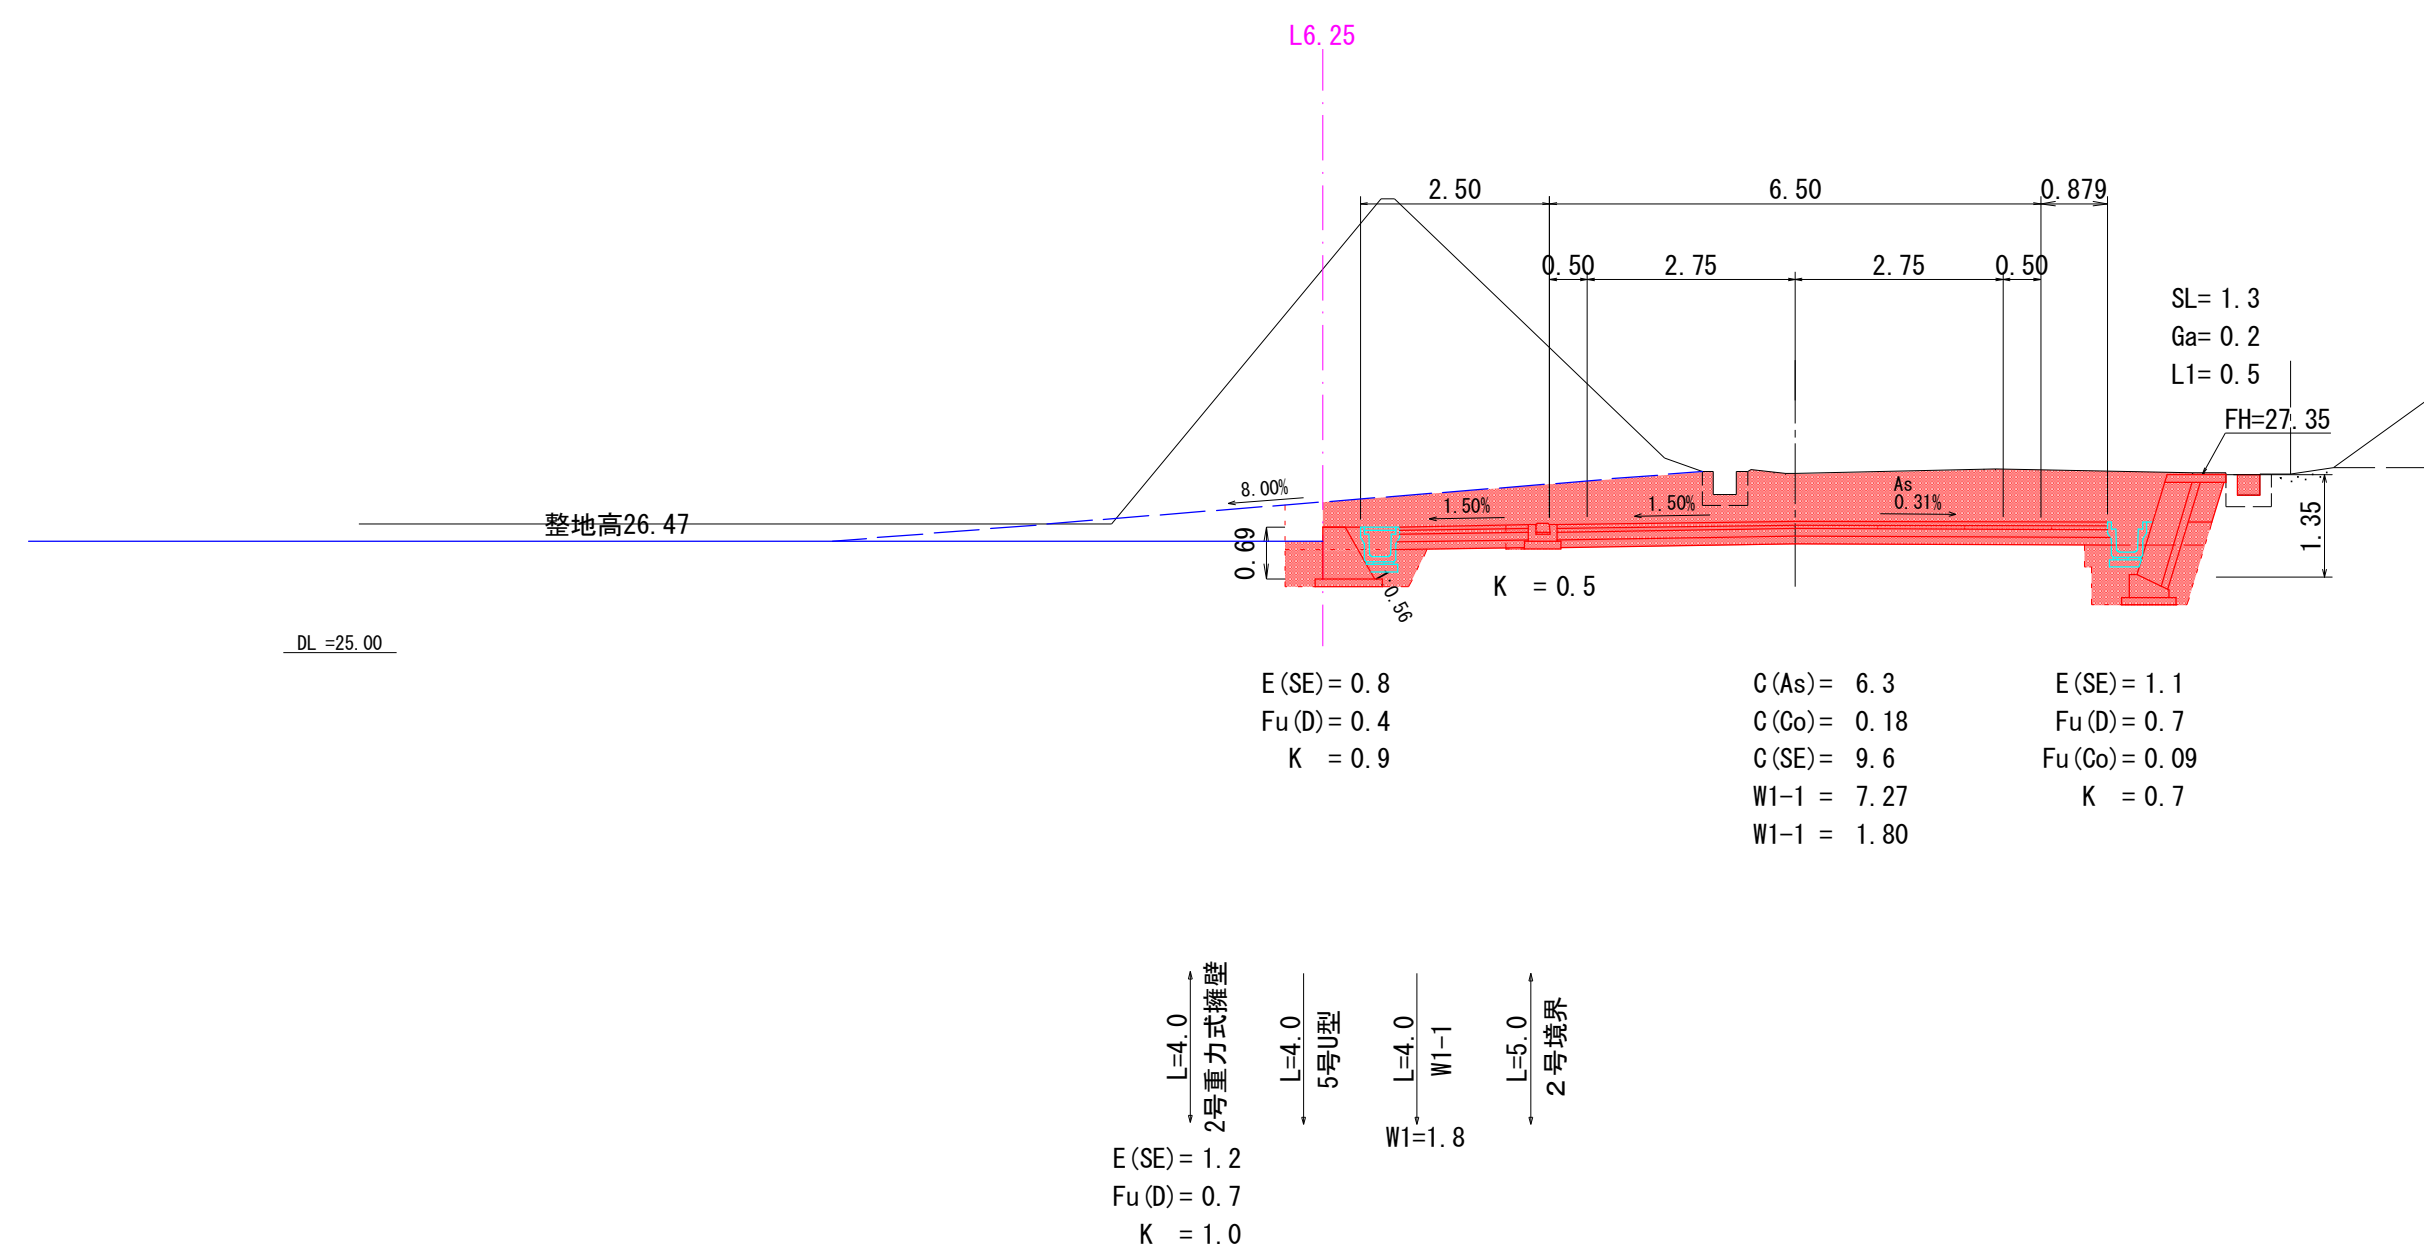 L6.25
2.50
6.50
0.879
0.50
2.75
2.75
0.50
SL= 1.3
Ga= 0.2
L1= 0.5
FH=27.35
8.00%
1.50%
1.50%
As
0.31%
整地高26.47
0.69
1.35
0.56
K = 0.5
DL =25.00
E(SE)= 0.8
Fu(D)= 0.4
K = 0.9
C(As)= 6.3
C(Co)= 0.18
C(SE)= 9.6
W1-1 = 7.27
W1-1 = 1.80
E(SE)= 1.1
Fu(D)= 0.7
Fu(Co)= 0.09
K = 0.7
L=4.0
2号重力式擁壁
L=4.0
5号U型
L=4.0
W1-1
L=5.0
2号境界
W1=1.8
E(SE)= 1.2
Fu(D)= 0.7
K = 1.0